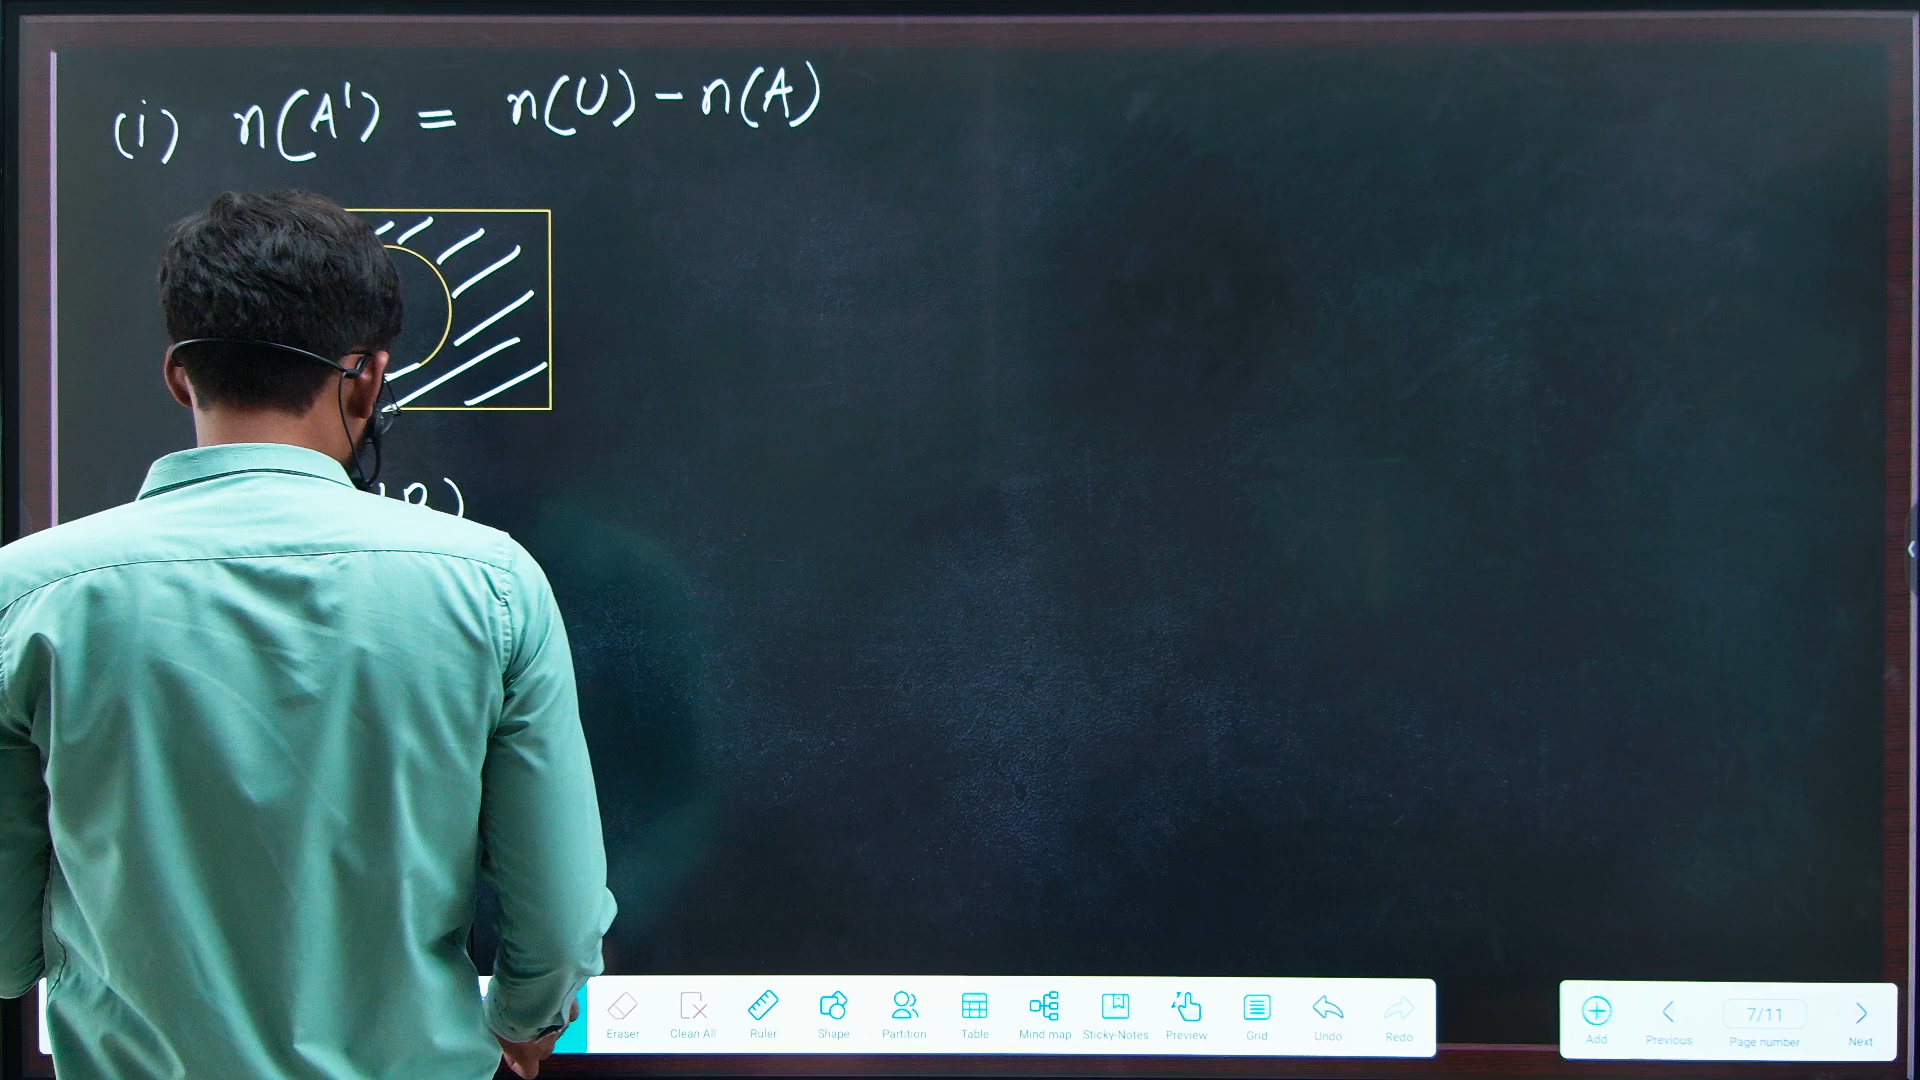 (i) n(A') = n(U) - n(A)
B)
Eraser Clean All Ruler Shape Partition Table Mind map Sticky-Notes Preview Grid Undo Redo
Add Previous 7/11 Page number Next